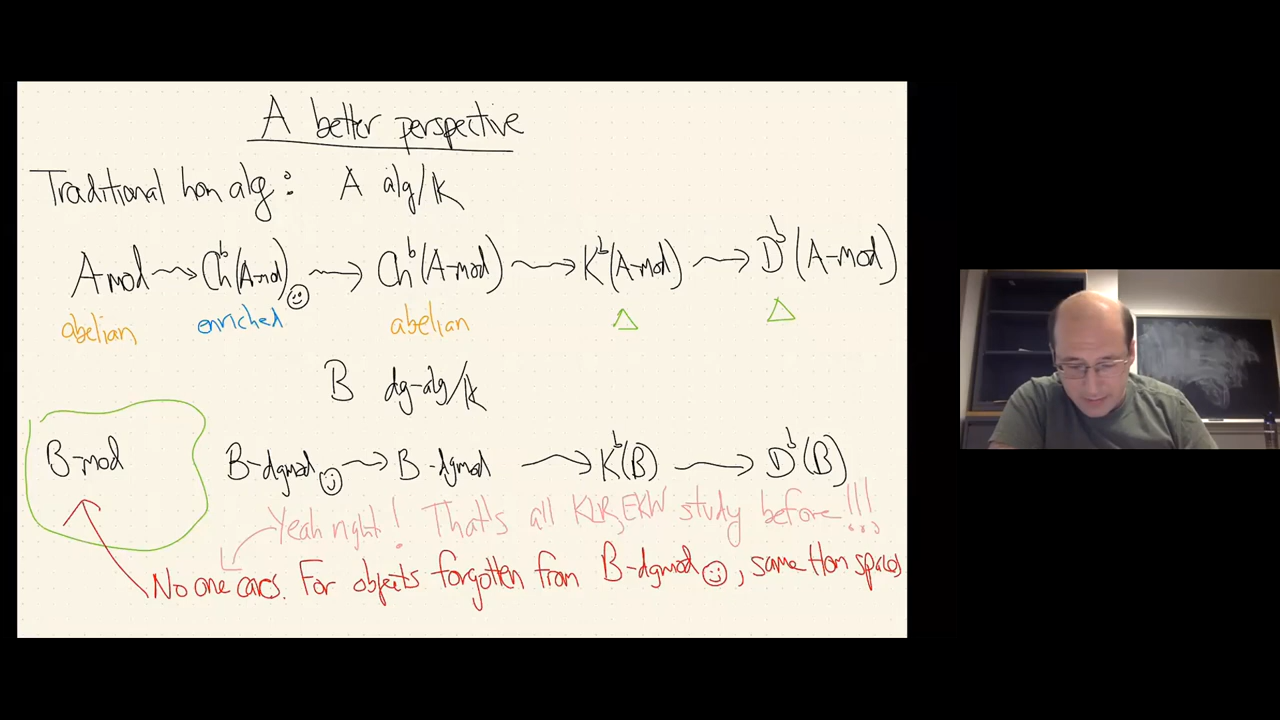 A better perspective
Traditional hom alg: A alg/k
A-mod ⇝ Ch^b(A-mod)☺ ⇝ Ch^b(A-mod) ⇝ K^b(A-mod) ⇝ D^b(A-mod)
abelian enriched abelian △ △
B dg-alg/k
B-mod B-dgmod☺ → B-dgmod → K^b(B) → D^b(B)
Yeah right! That's all KLR, EKW study before!!!
No one cares. For objects forgotten from B-dgmod☺, same Hom spaces